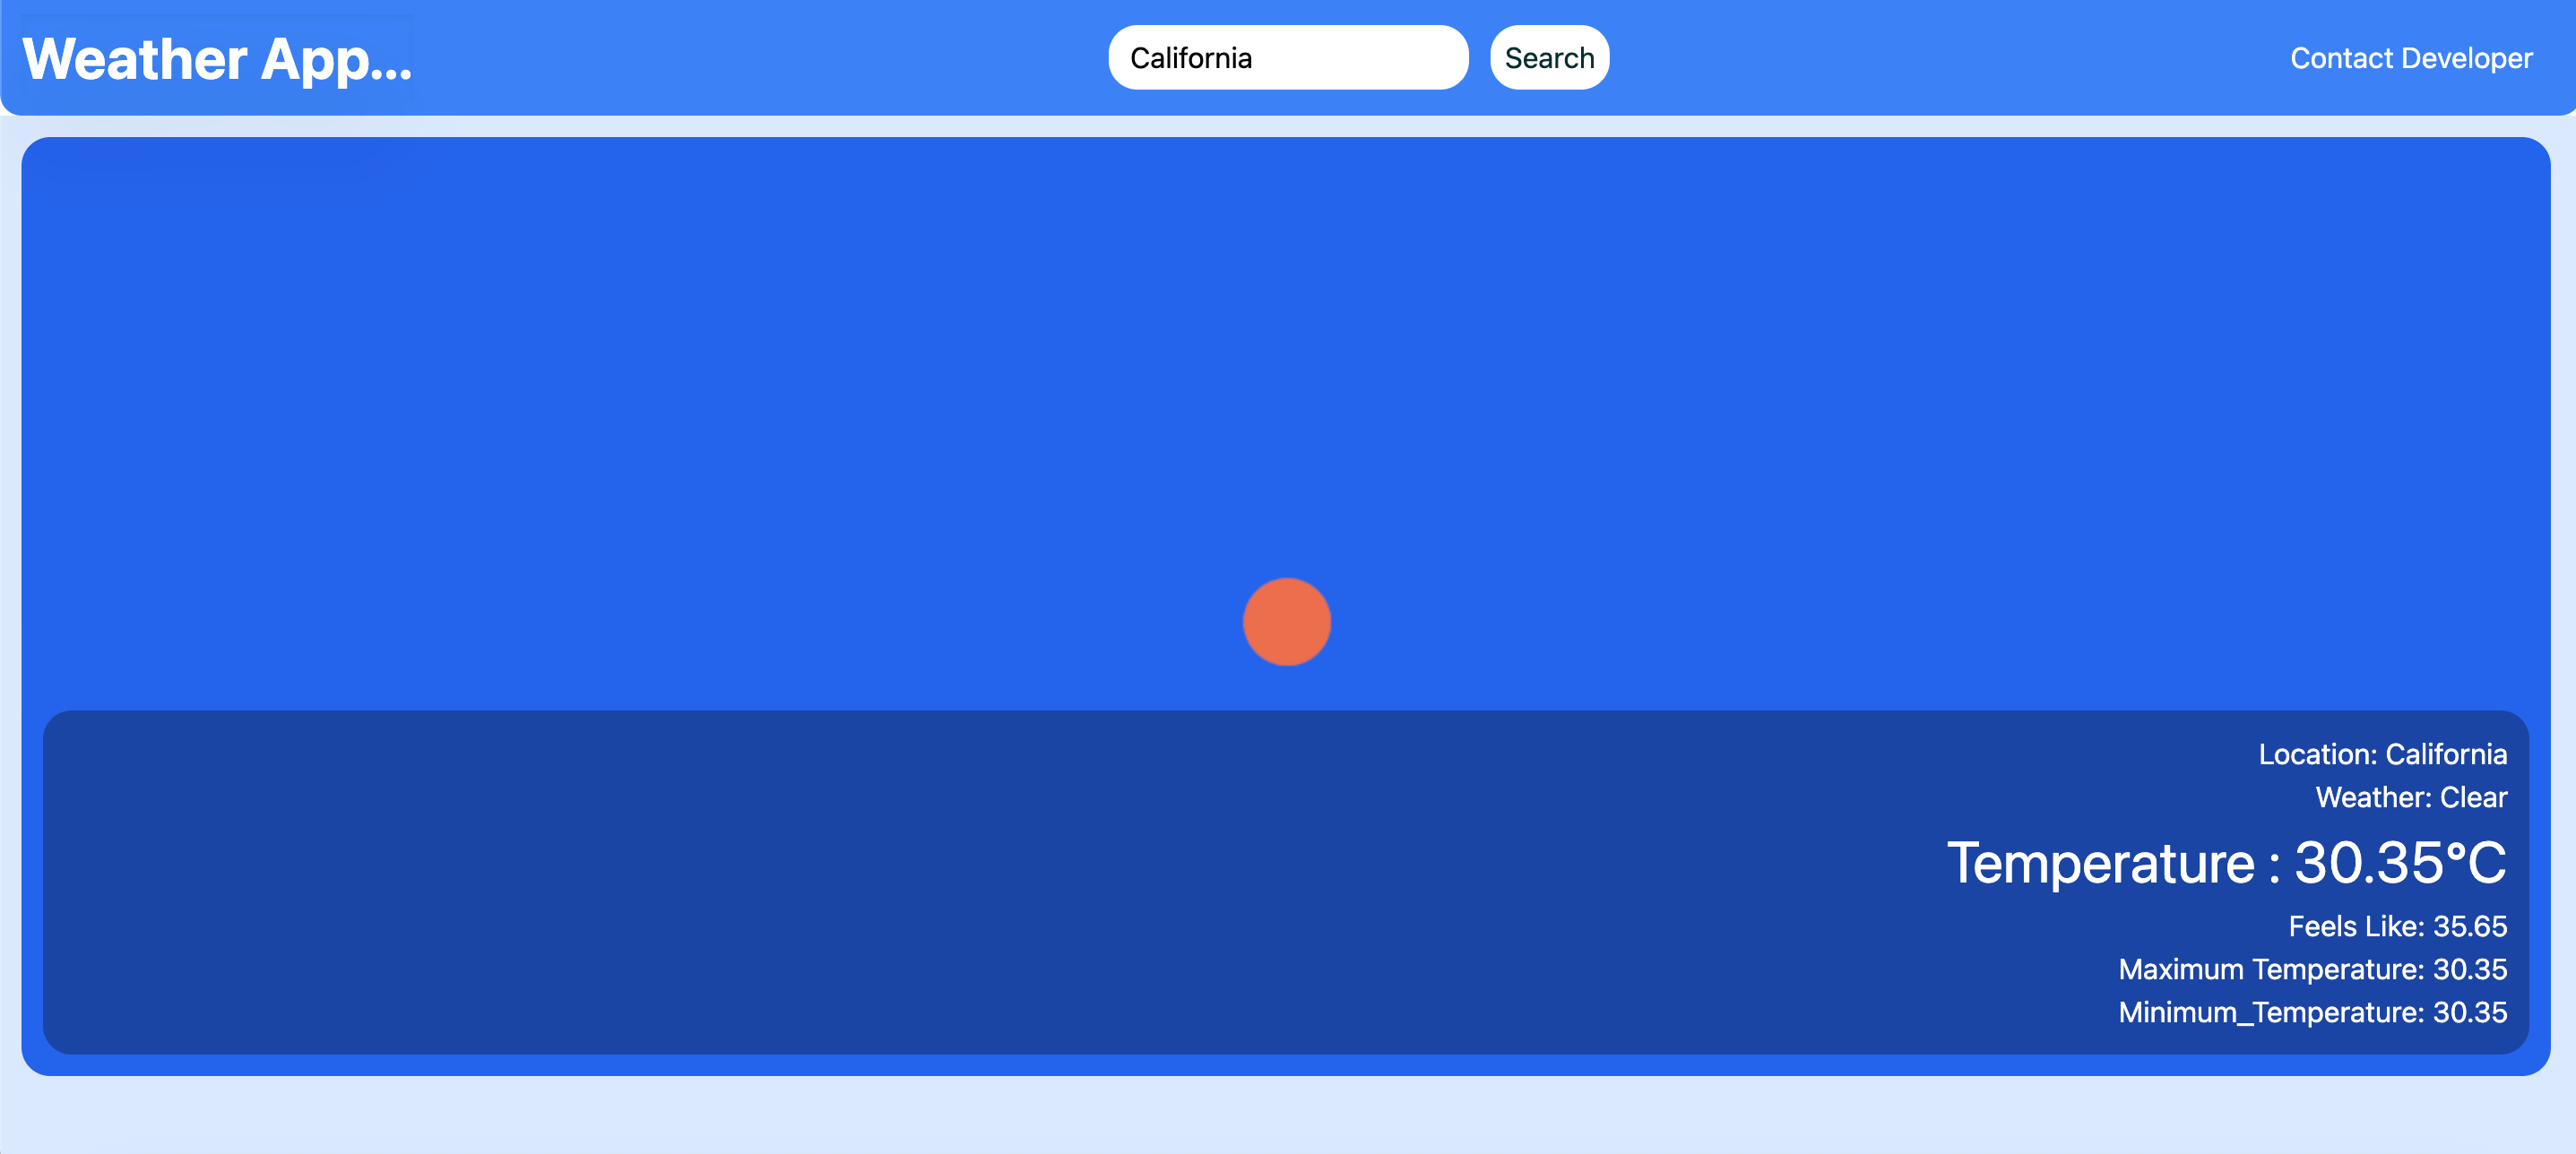 Weather App...
California
Search
Contact Developer
Location: California
Weather: Clear
Temperature : 30.35°C
Feels Like: 35.65
Maximum Temperature: 30.35
Minimum_Temperature: 30.35